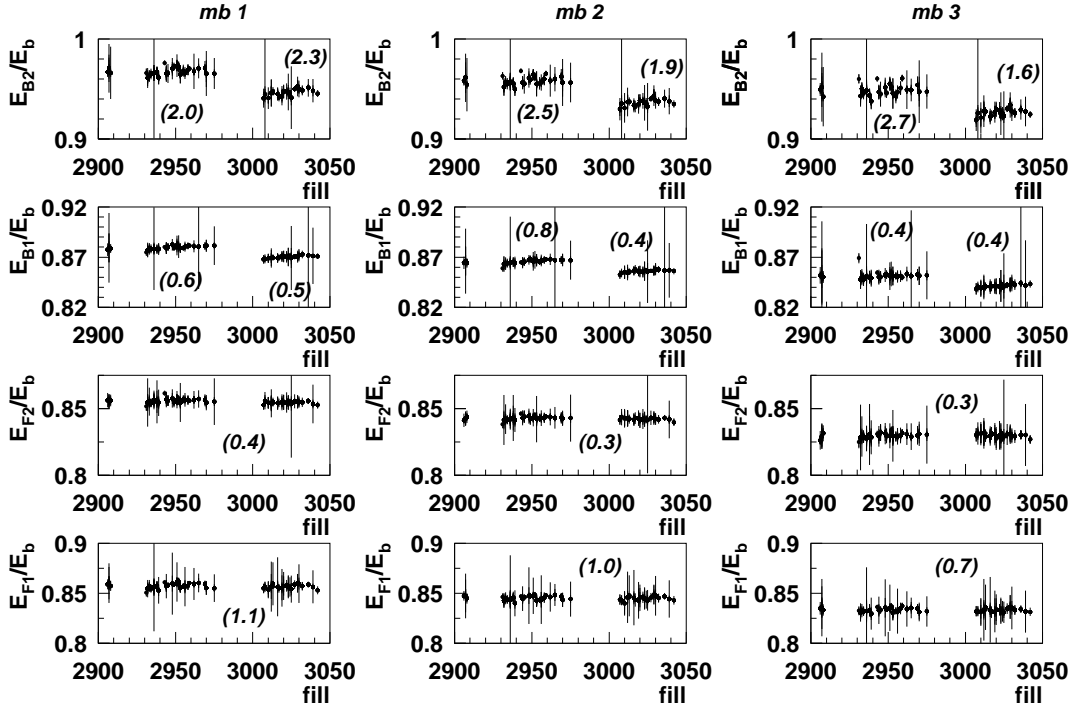 mb 1 mb 2 mb 3
E_B2/E_b 1 0.9 (2.0) (2.3) 2900 2950 3000 3050 fill
E_B2/E_b 1 0.9 (2.5) (1.9) 2900 2950 3000 3050 fill
E_B2/E_b 1 0.9 (2.7) (1.6) 2900 2950 3000 3050 fill
E_B1/E_b 0.92 0.87 0.82 (0.6) (0.5) 2900 2950 3000 3050 fill
E_B1/E_b 0.92 0.87 0.82 (0.8) (0.4) 2900 2950 3000 3050 fill
E_B1/E_b 0.92 0.87 0.82 (0.4) (0.4) 2900 2950 3000 3050 fill
E_F2/E_b 0.85 0.8 (0.4) 2900 2950 3000 3050 fill
E_F2/E_b 0.85 0.8 (0.3) 2900 2950 3000 3050 fill
E_F2/E_b 0.85 0.8 (0.3) 2900 2950 3000 3050 fill
E_F1/E_b 0.9 0.85 0.8 (1.1) 2900 2950 3000 3050 fill
E_F1/E_b 0.9 0.85 0.8 (1.0) 2900 2950 3000 3050 fill
E_F1/E_b 0.9 0.85 0.8 (0.7) 2900 2950 3000 3050 fill